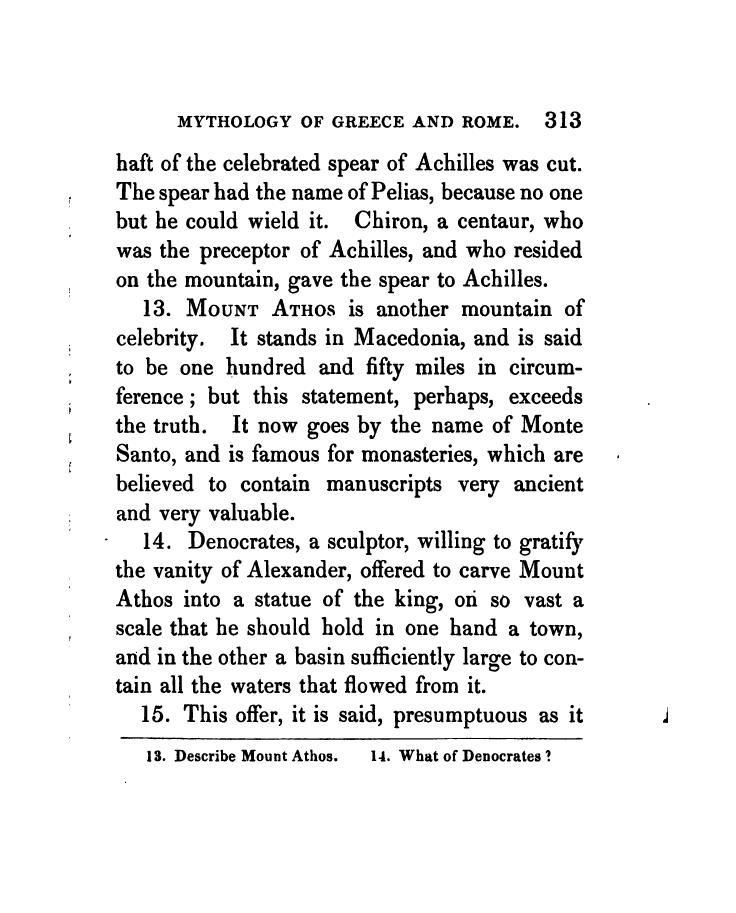 MYTHOLOGY OF GREECE AND ROME. 313
haft of the celebrated spear of Achilles was cut.
The spear had the name of Pelias, because no one
but he could wield it. Chiron, a centaur, who
was the preceptor of Achilles, and who resided
on the mountain, gave the spear to Achilles.
13. MOUNT ATHOS is another mountain of
celebrity. It stands in Macedonia, and is said
to be one hundred and fifty miles in circum-
ference; but this statement, perhaps, exceeds
the truth. It now goes by the name of Monte
Santo, and is famous for monasteries, which are
believed to contain manuscripts very ancient
and very valuable.
14. Denocrates, a sculptor, willing to gratify
the vanity of Alexander, offered to carve Mount
Athos into a statue of the king, on so vast a
scale that he should hold in one hand a town,
and in the other a basin sufficiently large to con-
tain all the waters that flowed from it.
15. This offer, it is said, presumptuous as it
13. Describe Mount Athos. 14. What of Denocrates?